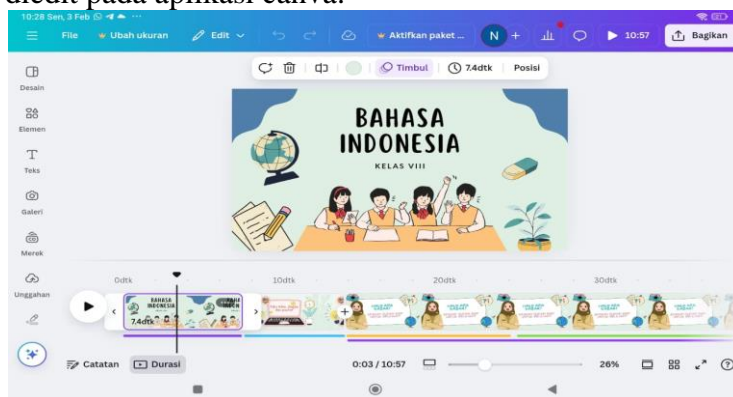 diedit pada aplikasi canva.
10:28 Sen, 3 Feb
File Ubah ukuran Edit Aktifkan paket ... N + 10:57 Bagikan
Timbul 7.4dtk Posisi
Desain
Elemen
Teks
Galeri
Merek
Unggahan
BAHASA
INDONESIA
KELAS VIII
0dtk 10dtk 20dtk 30dtk
BAHASA
INDONESIA
7.4dtk
Catatan Durasi 0:03 / 10:57 26%